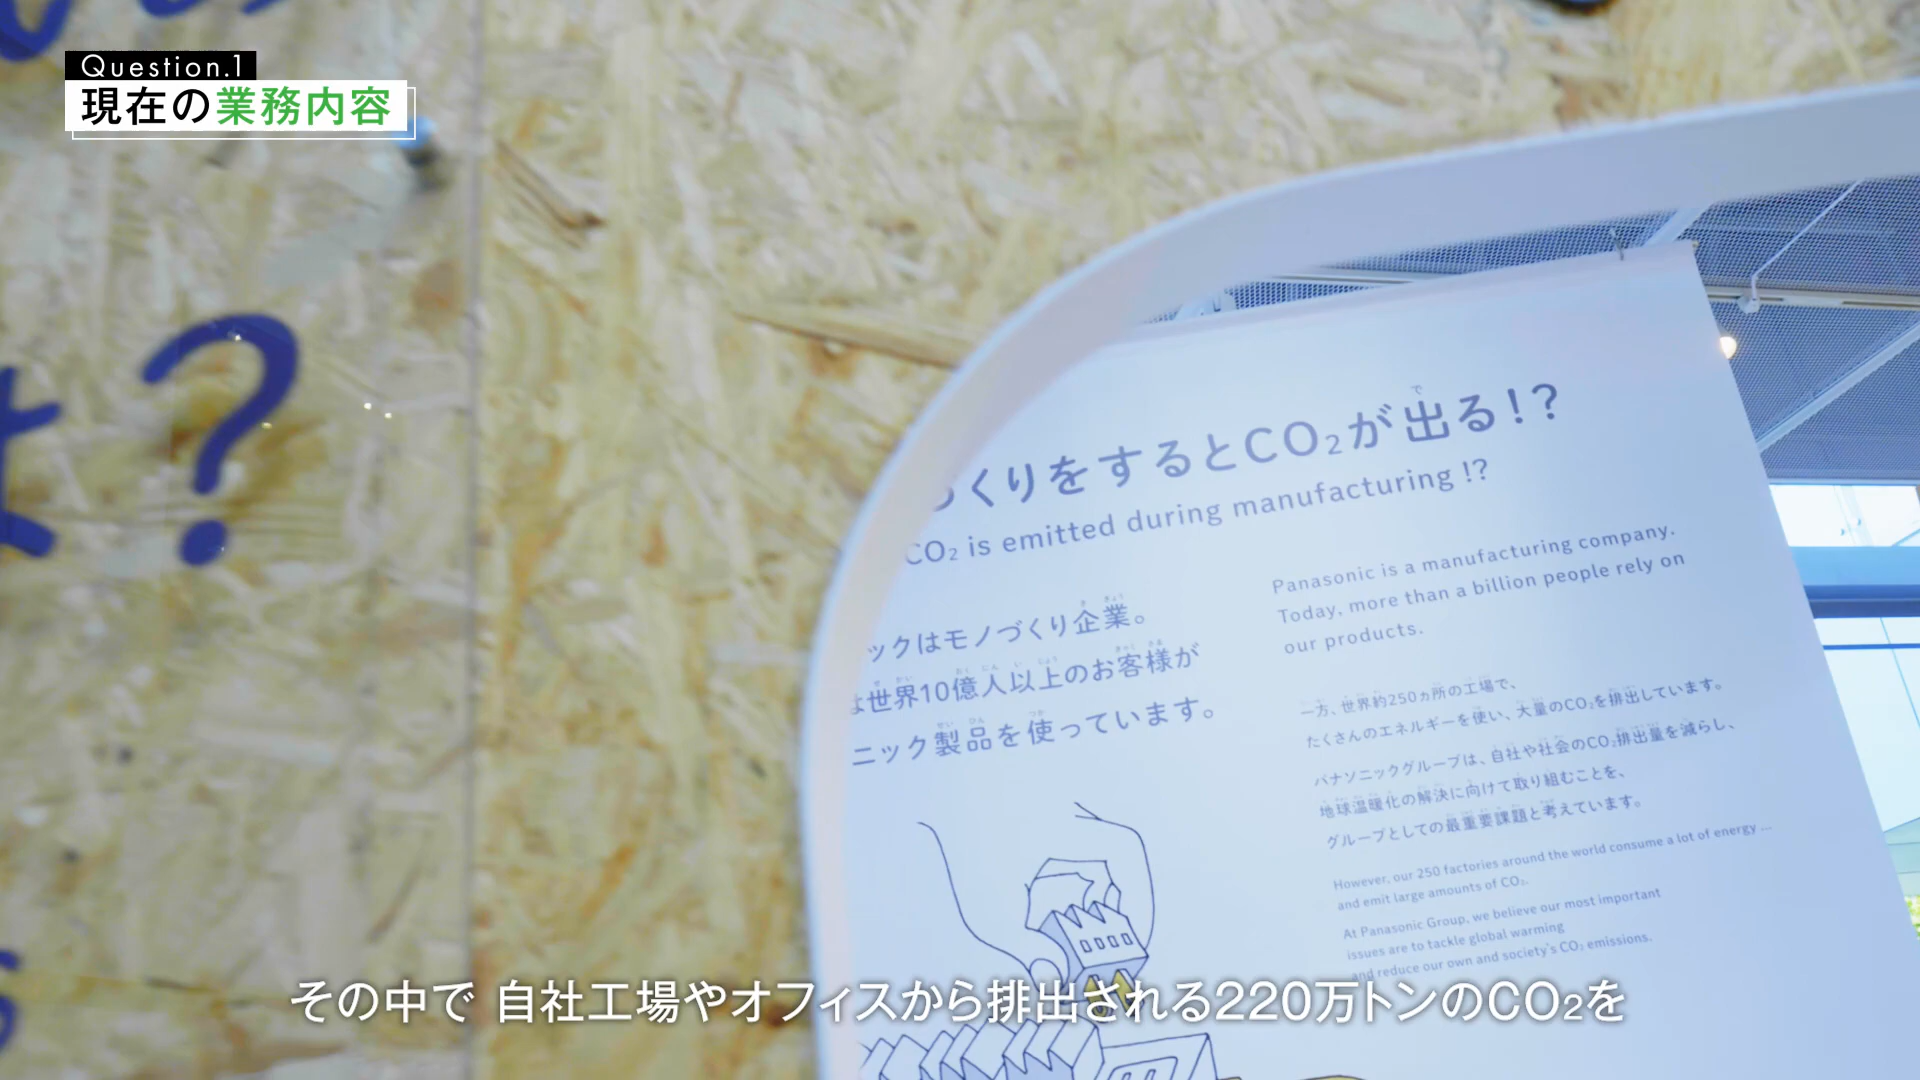 Question.1
現在の業務内容
は?
くりをするとCO₂が出る!?
CO₂ is emitted during manufacturing !?
ックはモノづくり企業。
は世界10億人以上のお客様が
ニック製品を使っています。
Panasonic is a manufacturing company.
Today, more than a billion people rely on
our products.
一方、世界約250ヵ所の工場で、
たくさんのエネルギーを使い、大量のCO₂を排出しています。
パナソニックグループは、自社や社会のCO₂排出量を減らし、
地球温暖化の解決に向けて取り組むことを、
グループとしての最重要課題と考えています。
However, our 250 factories around the world consume a lot of energy ...
and emit large amounts of CO₂.
At Panasonic Group, we believe our most important
issues are to tackle global warming
and reduce our own and society's CO₂ emissions.
その中で 自社工場やオフィスから排出される220万トンのCO₂を